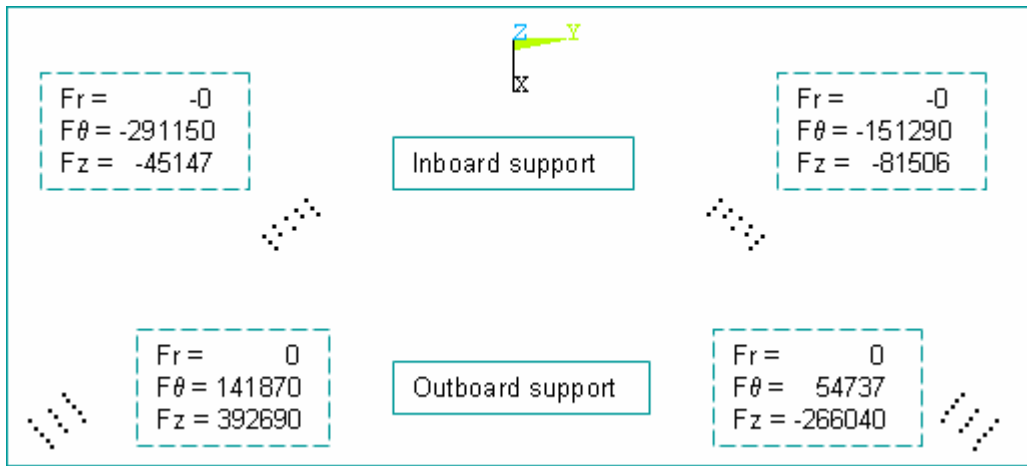 Z Y
X
Fr = -0
Fθ = -291150
Fz = -45147
Inboard support
Fr = -0
Fθ = -151290
Fz = -81506
Fr = 0
Fθ = 141870
Fz = 392690
Outboard support
Fr = 0
Fθ = 54737
Fz = -266040